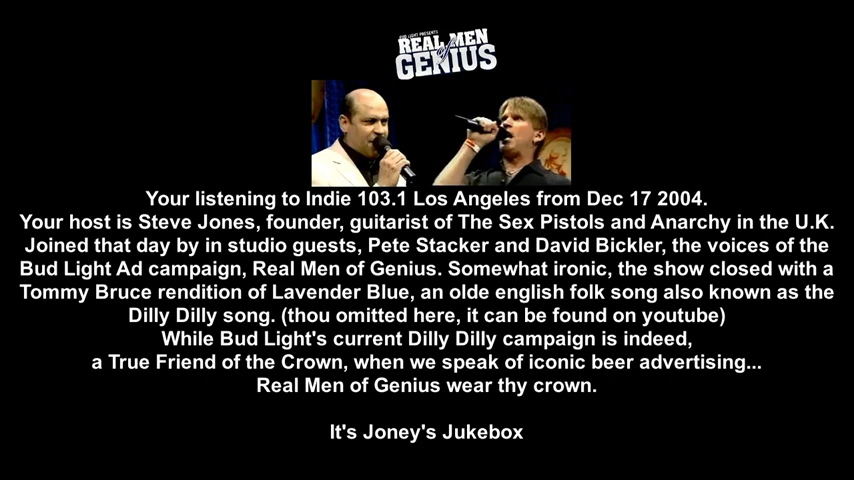 BUD LIGHT PRESENTS
REAL MEN
of
GENIUS
Your listening to Indie 103.1 Los Angeles from Dec 17 2004.
Your host is Steve Jones, founder, guitarist of The Sex Pistols and Anarchy in the U.K.
Joined that day by in studio guests, Pete Stacker and David Bickler, the voices of the
Bud Light Ad campaign, Real Men of Genius. Somewhat ironic, the show closed with a
Tommy Bruce rendition of Lavender Blue, an olde english folk song also known as the
Dilly Dilly song. (thou omitted here, it can be found on youtube)
While Bud Light's current Dilly Dilly campaign is indeed,
a True Friend of the Crown, when we speak of iconic beer advertising...
Real Men of Genius wear thy crown.
It's Joney's Jukebox